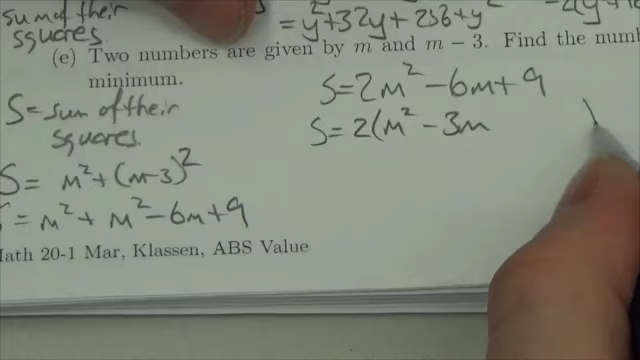 sum of their
squares
= y² + 32y + 256 + y²
(e) Two numbers are given by m and m − 3. Find the
minimum.
S = sum of their
squares
S = m² + (m-3)²
= m² + m² - 6m + 9
S = 2m² - 6m + 9
S = 2(m² - 3m
Math 20-1 Mar, Klassen, ABS Value